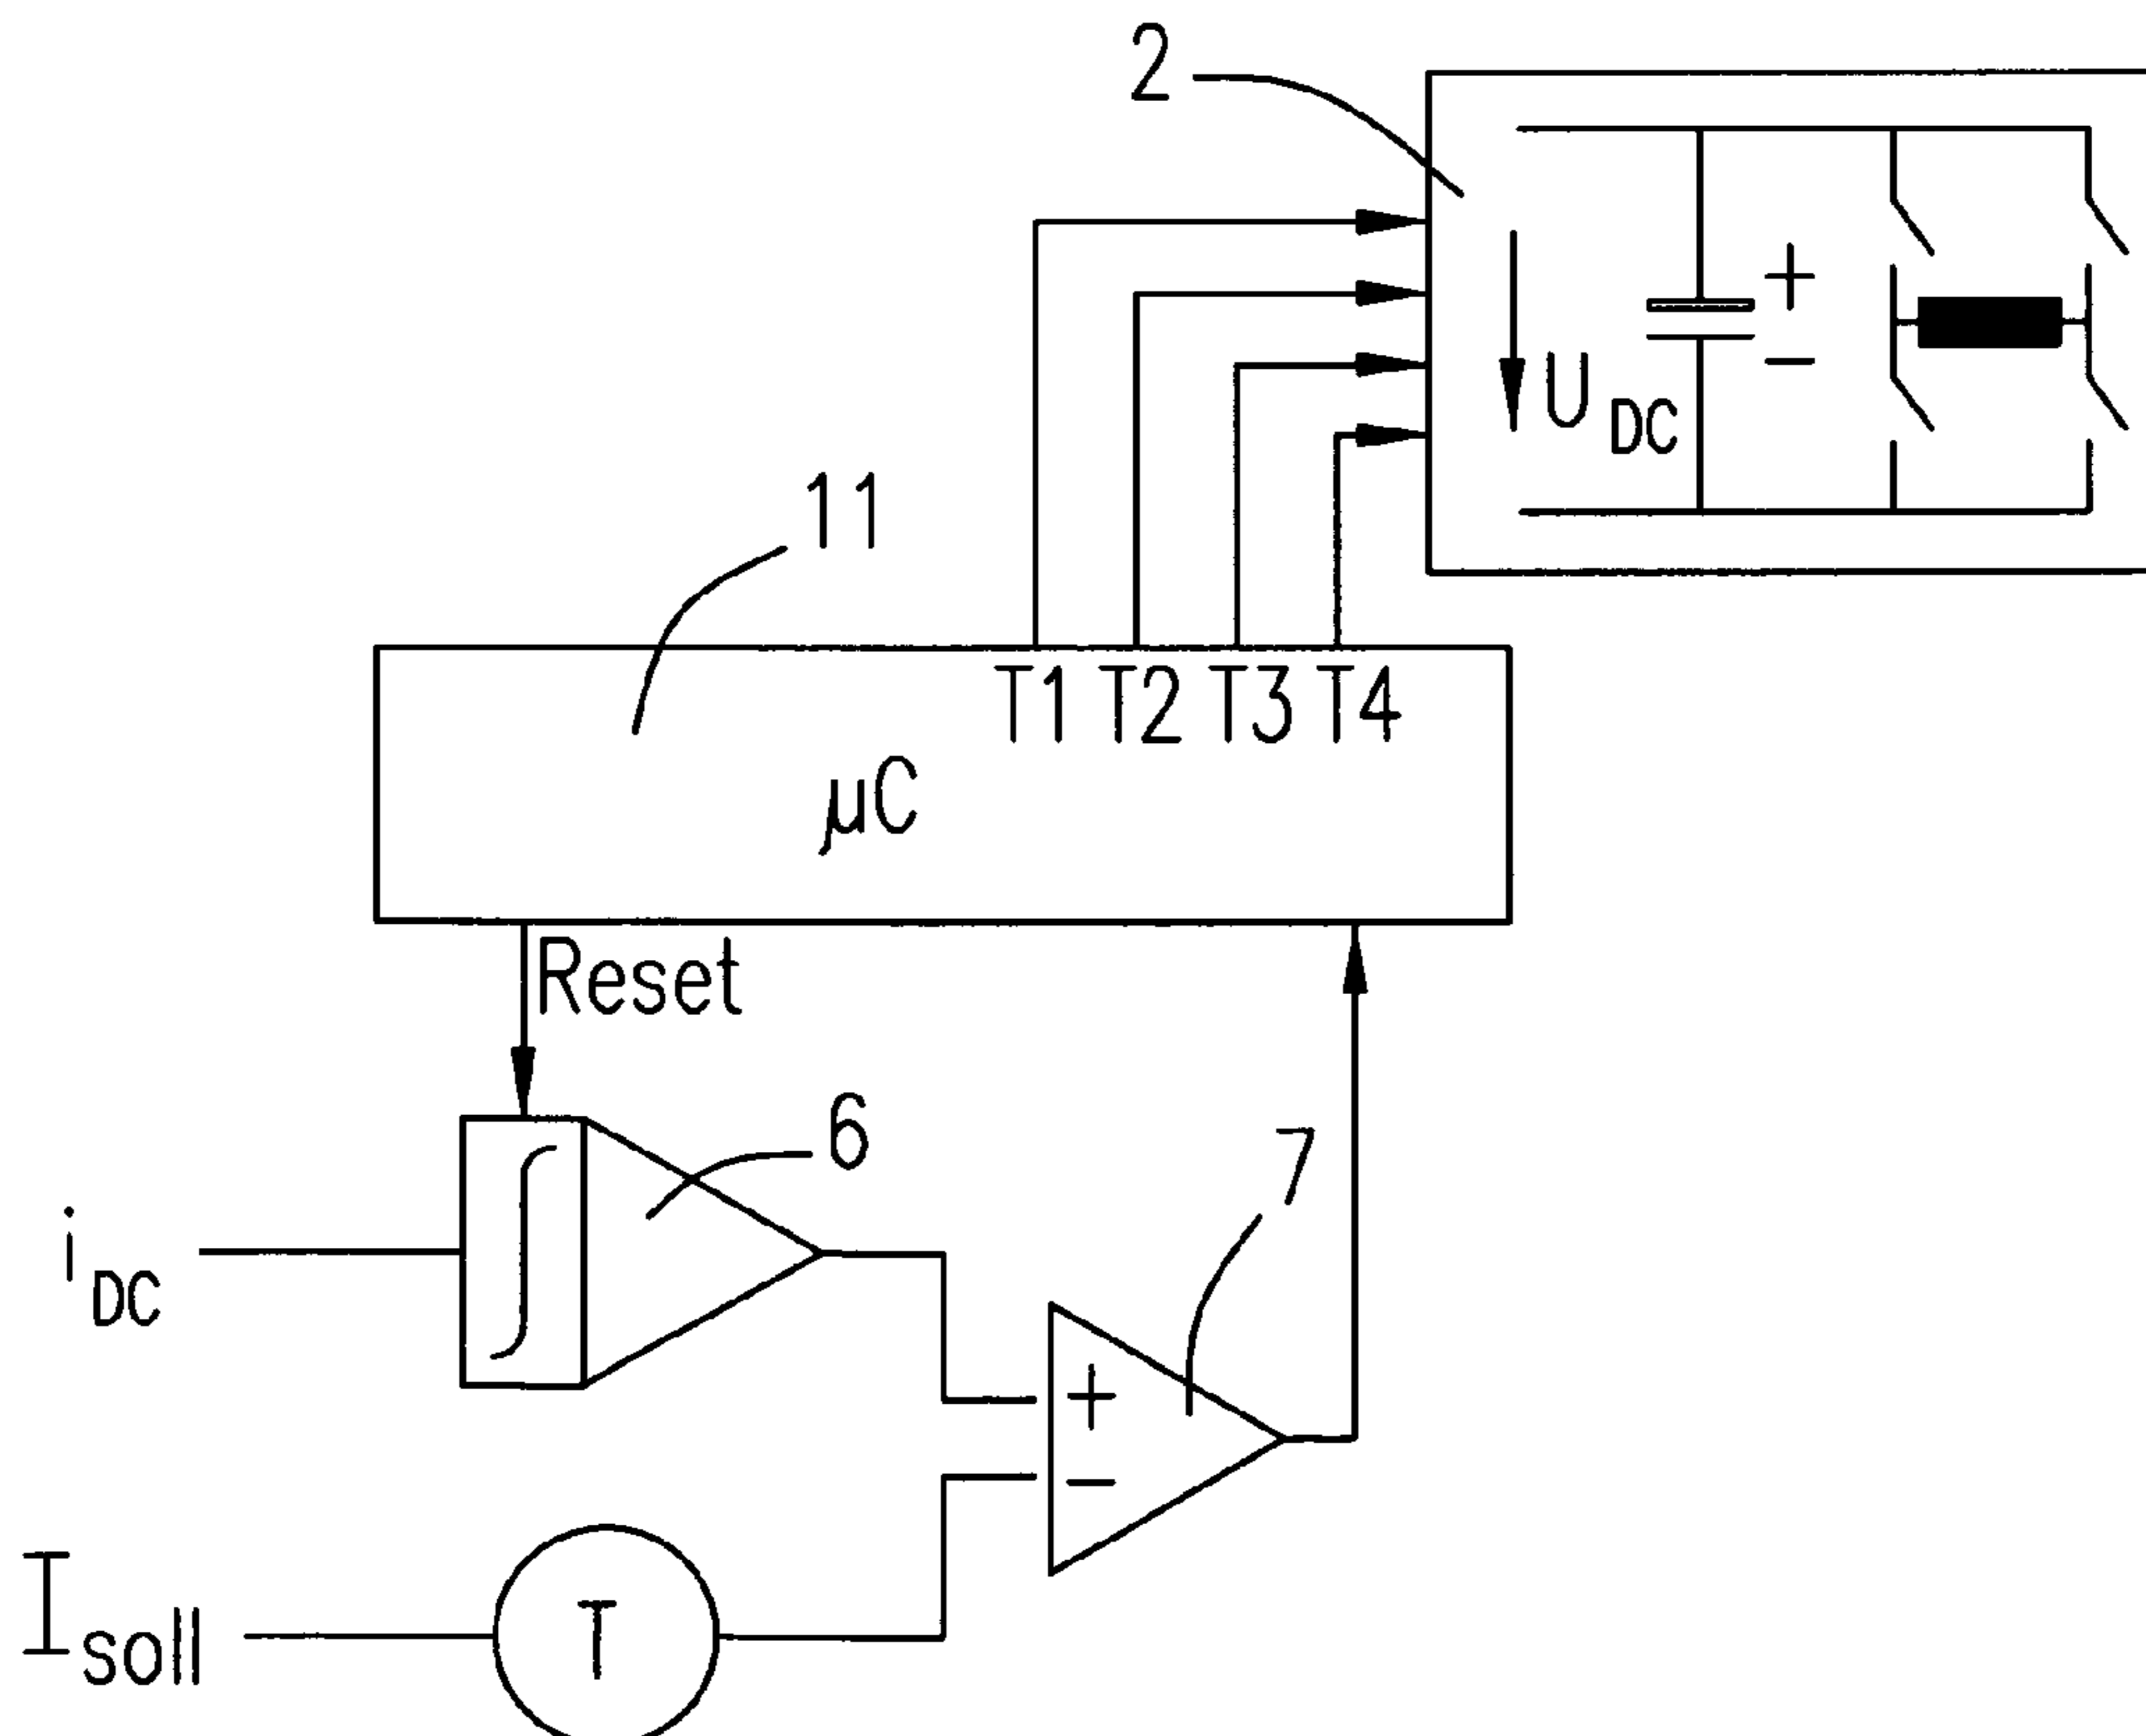 2
+
−
U DC
11
T1 T2 T3 T4
µC
Reset
6
7
i DC
+
−
I soll
T